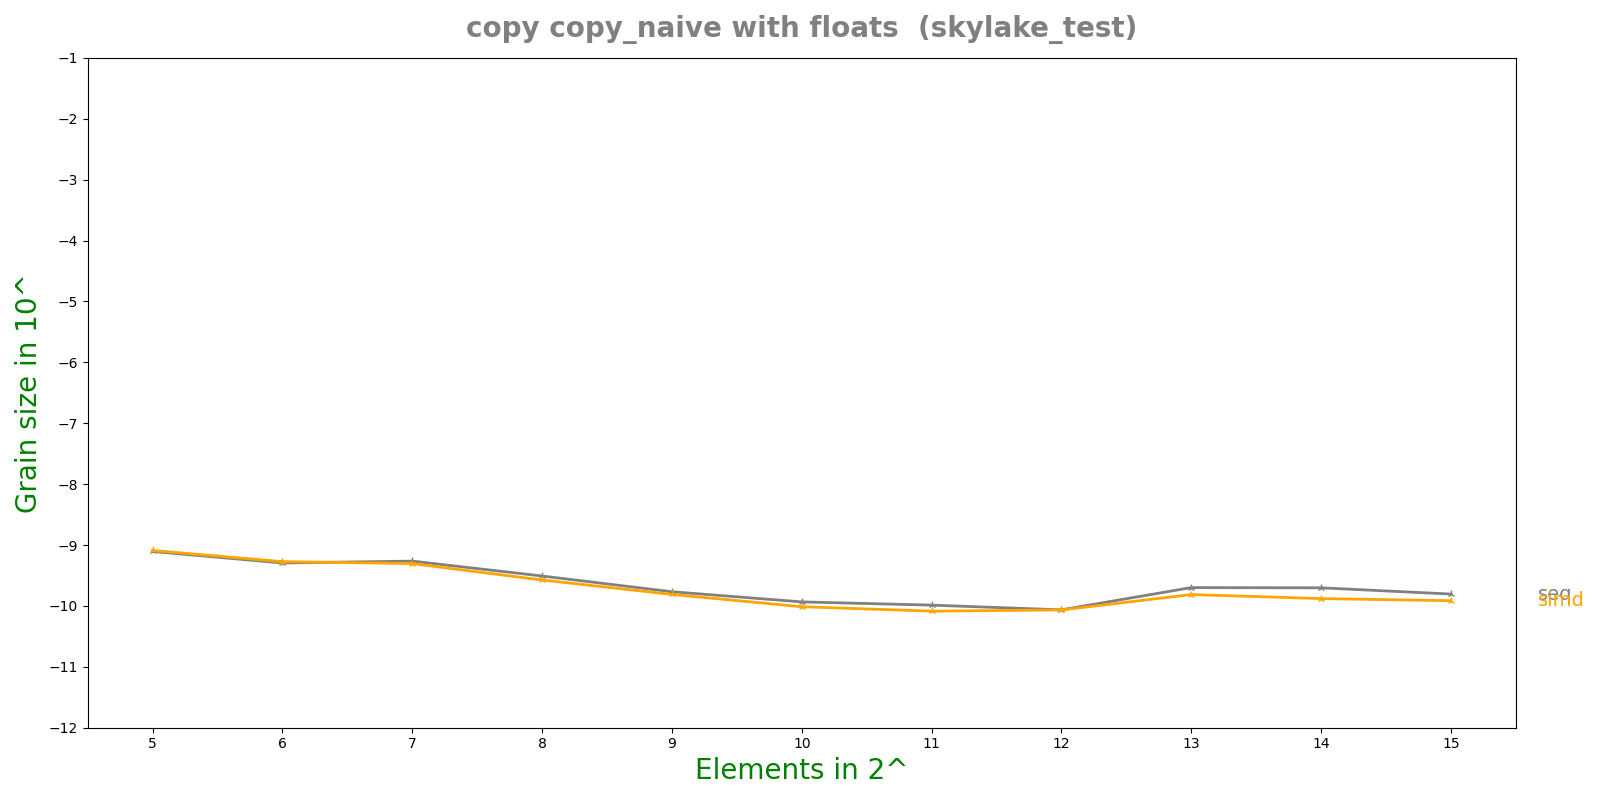 copy copy_naive with floats (skylake_test)
Grain size in 10^
−1
−2
−3
−4
−5
−6
−7
−8
−9
−10
−11
−12
seq
simd
5 6 7 8 9 10 11 12 13 14 15
Elements in 2^